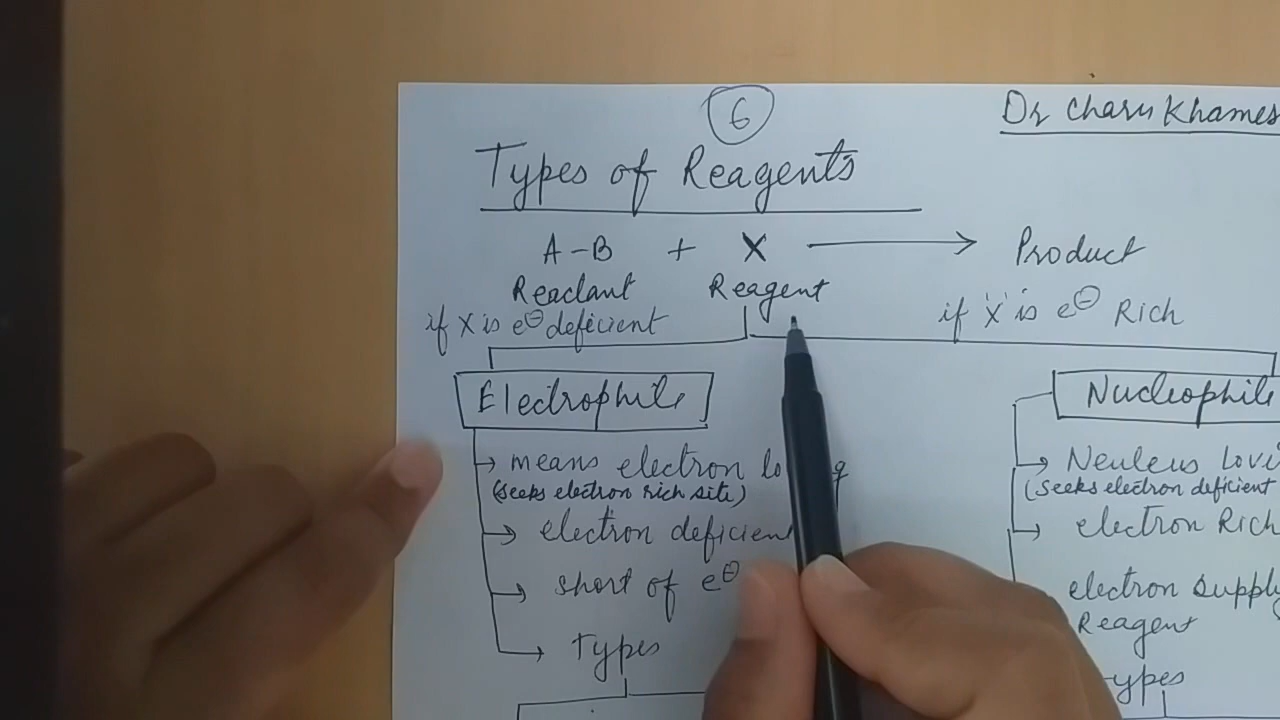 6
Dr Charu Khames
Types of Reagents
A-B + X → Product
Reactant Reagent
if X is e⊖ deficient
if 'X' is e⊖ Rich
Electrophile
→ means electron
(seeks electron rich site)
→ electron deficient
→ short of e⊖
→ Types
Nucleophile
→ Neuleus Lovi
(seeks electron deficient
→ electron Rich
electron supply
Reagent
ypes